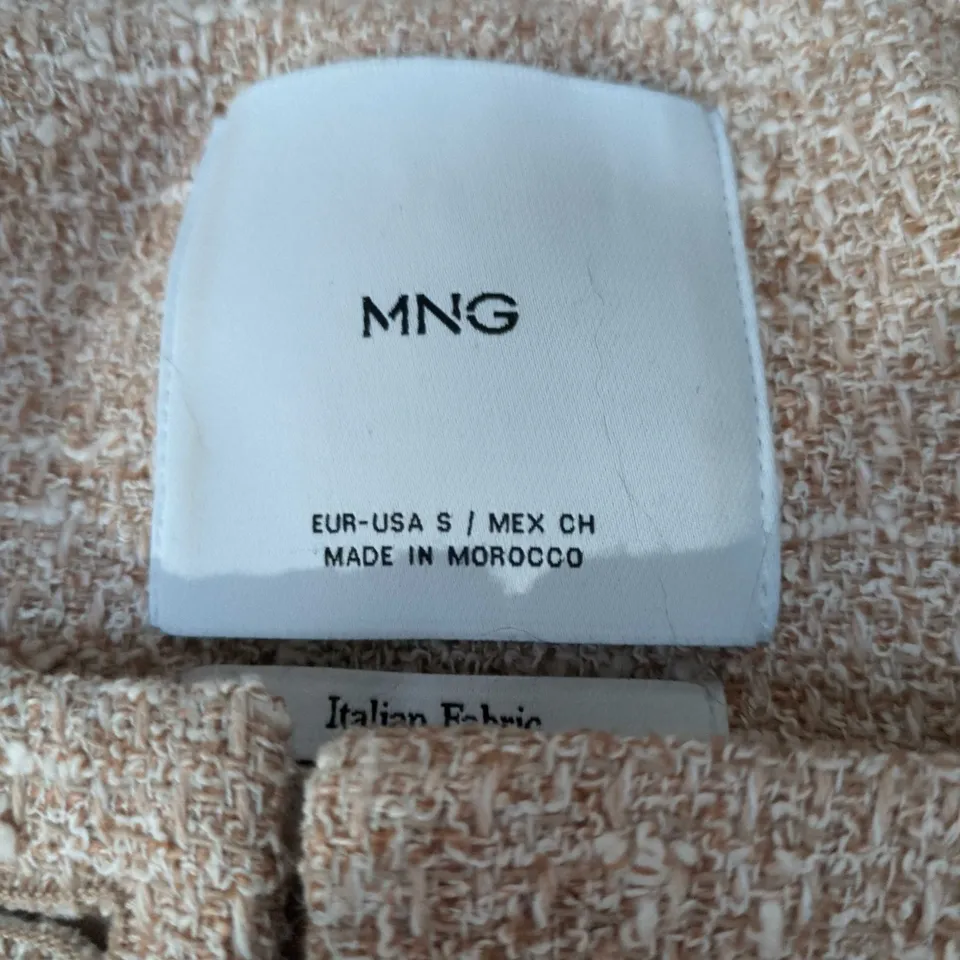 MNG
EUR-USA S / MEX CH
MADE IN MOROCCO
Italian Fabric